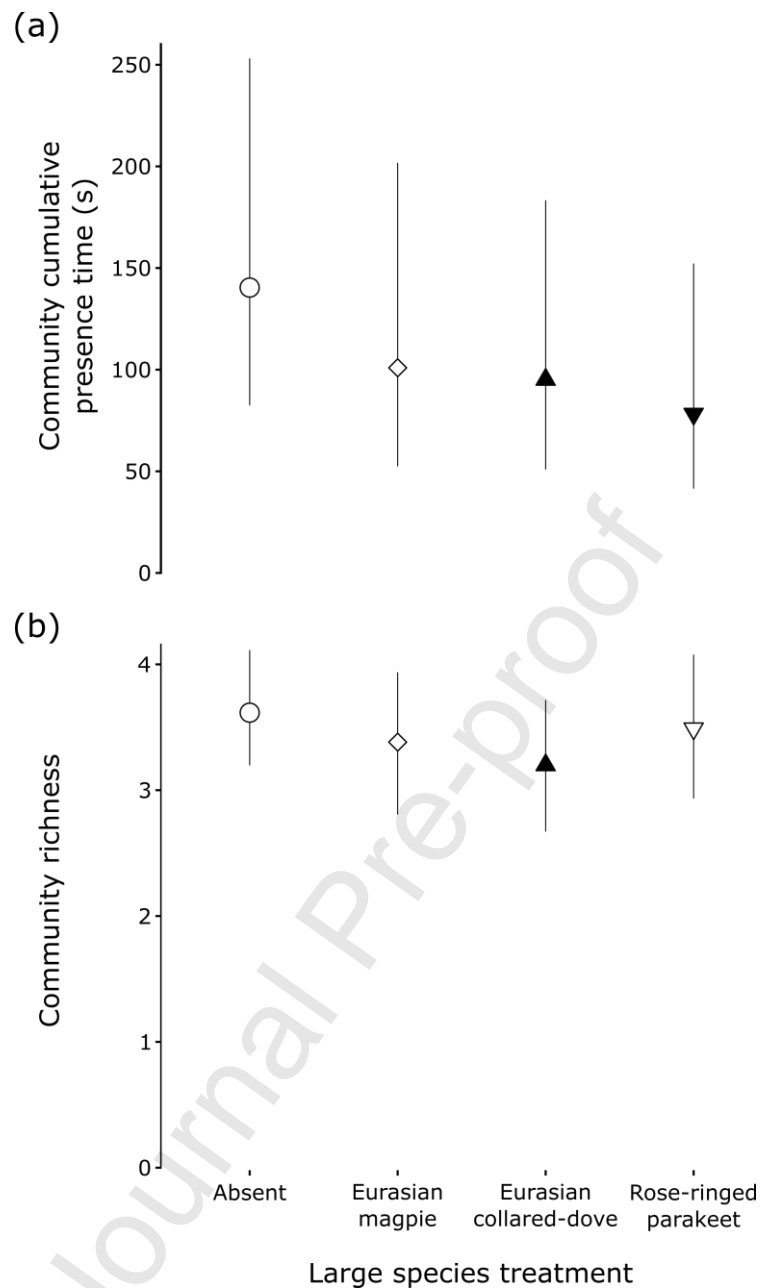 (a)
250
200
150
100
50
0
Community cumulative
presence time (s)
(b)
4
3
2
1
0
Community richness
Absent
Eurasian
magpie
Eurasian
collared-dove
Rose-ringed
parakeet
Large species treatment
Journal Pre-proof